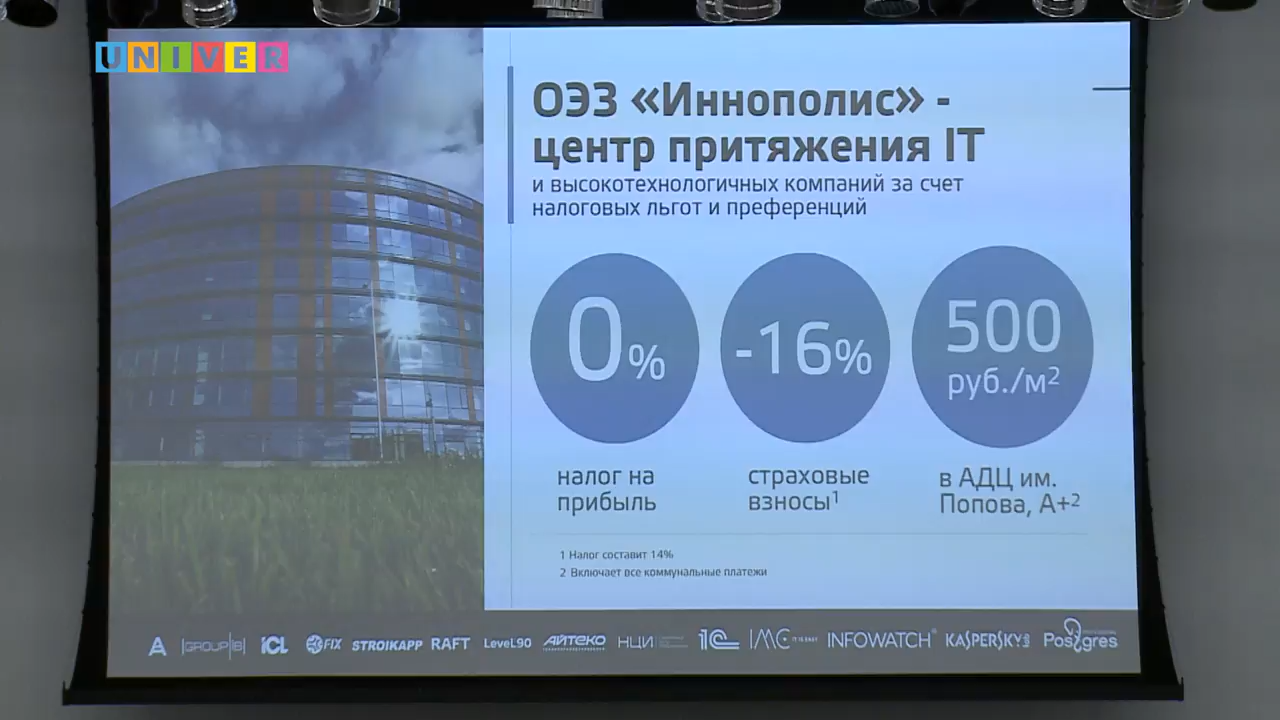 UNIVER
ОЭЗ «Иннополис» -
центр притяжения IT
и высокотехнологичных компаний за счет
налоговых льгот и преференций
0%
-16%
500
руб./м²
налог на
прибыль
страховые
взносы¹
в АДЦ им.
Попова, А+²
1 Налог составит 14%
2 Включает все коммунальные платежи
A GROUP IB iCL FIX STROIKAPP RAFT LeveL90 АЙТЕКО НЦИ 1С IMC INFOWATCH® KASPERSKY Postgres